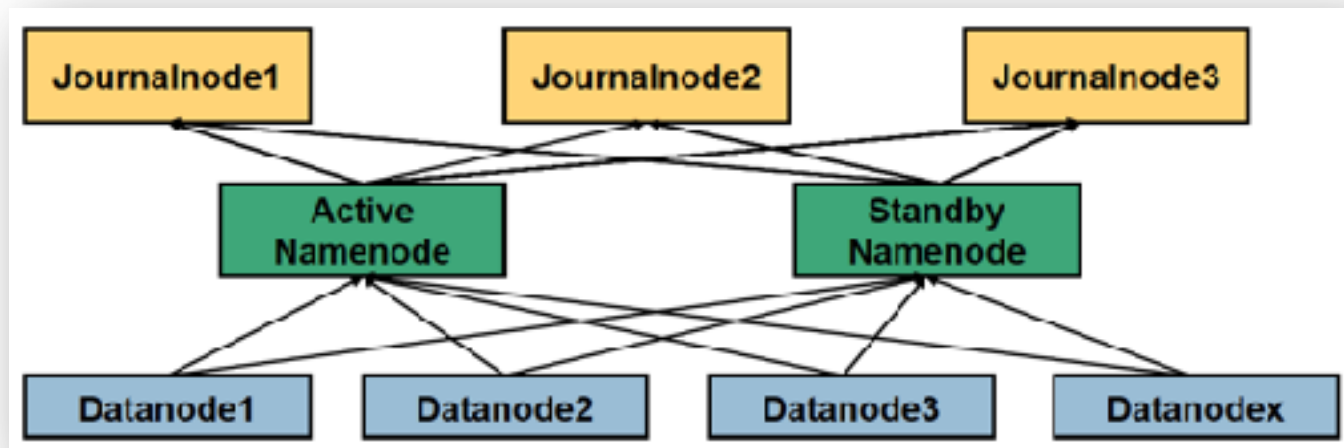 Journalnode1
Journalnode2
Journalnode3
Active
Namenode
Standby
Namenode
Datanode1
Datanode2
Datanode3
Datanodex